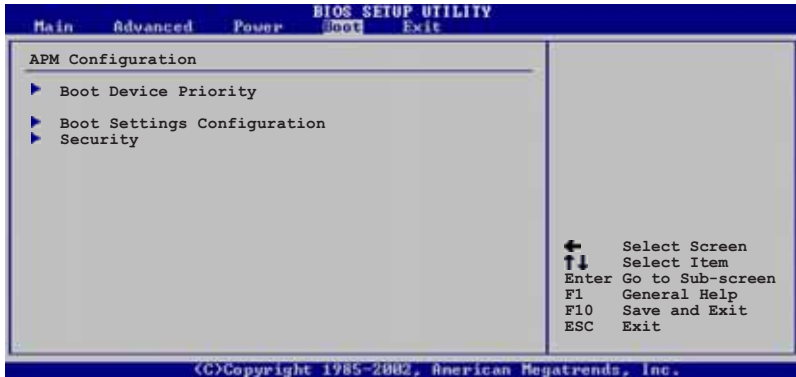 BIOS SETUP UTILITY
Main Advanced Power Boot Exit
APM Configuration
Boot Device Priority
Boot Settings Configuration
Security
← Select Screen
↑↓ Select Item
Enter Go to Sub-screen
F1 General Help
F10 Save and Exit
ESC Exit
(C)Copyright 1985-2002, American Megatrends, Inc.